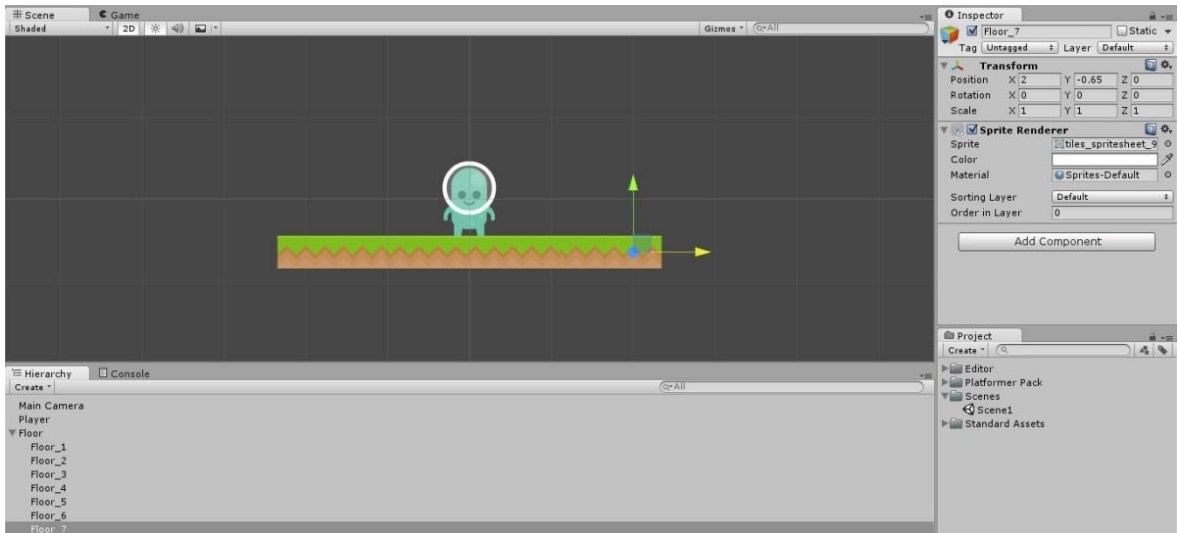 Scene
Game
Shaded 2D Gizmos All
Hierarchy Console
Create All
Main Camera
Player
Floor
Floor_1
Floor_2
Floor_3
Floor_4
Floor_5
Floor_6
Floor_7
Inspector
Floor_7 Static
Tag Untagged Layer Default
Transform
Position X 2 Y -0.65 Z 0
Rotation X 0 Y 0 Z 0
Scale X 1 Y 1 Z 1
Sprite Renderer
Sprite tiles_spritesheet_9
Color
Material Sprites-Default
Sorting Layer Default
Order in Layer 0
Add Component
Project
Create
Editor
Platformer Pack
Scenes
Scene1
Standard Assets